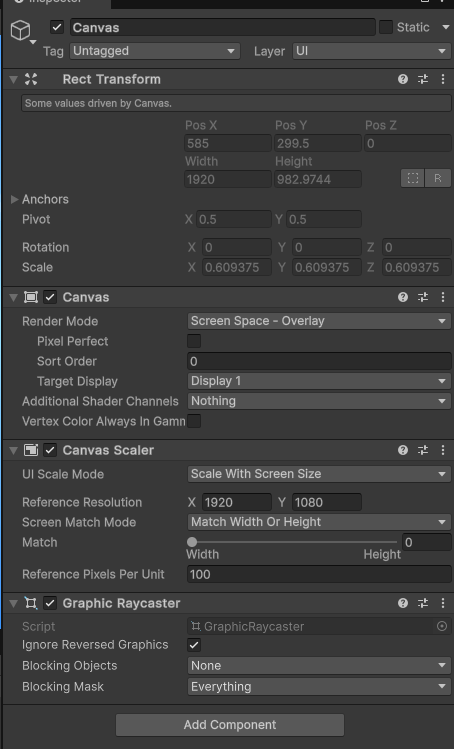 Inspector
Canvas
Static
Tag Untagged Layer UI
Rect Transform
Some values driven by Canvas.
Pos X Pos Y Pos Z
585 299.5 0
Width Height
1920 982.9744 R
Anchors
Pivot X 0.5 Y 0.5
Rotation X 0 Y 0 Z 0
Scale X 0.609375 Y 0.609375 Z 0.609375
Canvas
Render Mode Screen Space - Overlay
Pixel Perfect
Sort Order 0
Target Display Display 1
Additional Shader Channels Nothing
Vertex Color Always In Gamn
Canvas Scaler
UI Scale Mode Scale With Screen Size
Reference Resolution X 1920 Y 1080
Screen Match Mode Match Width Or Height
Match 0
Width Height
Reference Pixels Per Unit 100
Graphic Raycaster
Script GraphicRaycaster
Ignore Reversed Graphics
Blocking Objects None
Blocking Mask Everything
Add Component